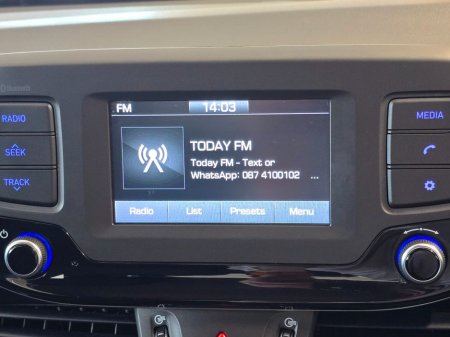 Bluetooth
FM 14:03
RADIO
MEDIA
TODAY FM
Today FM - Text or
WhatsApp: 087 4100102 ...
SEEK
TRACK
Radio List Presets Menu